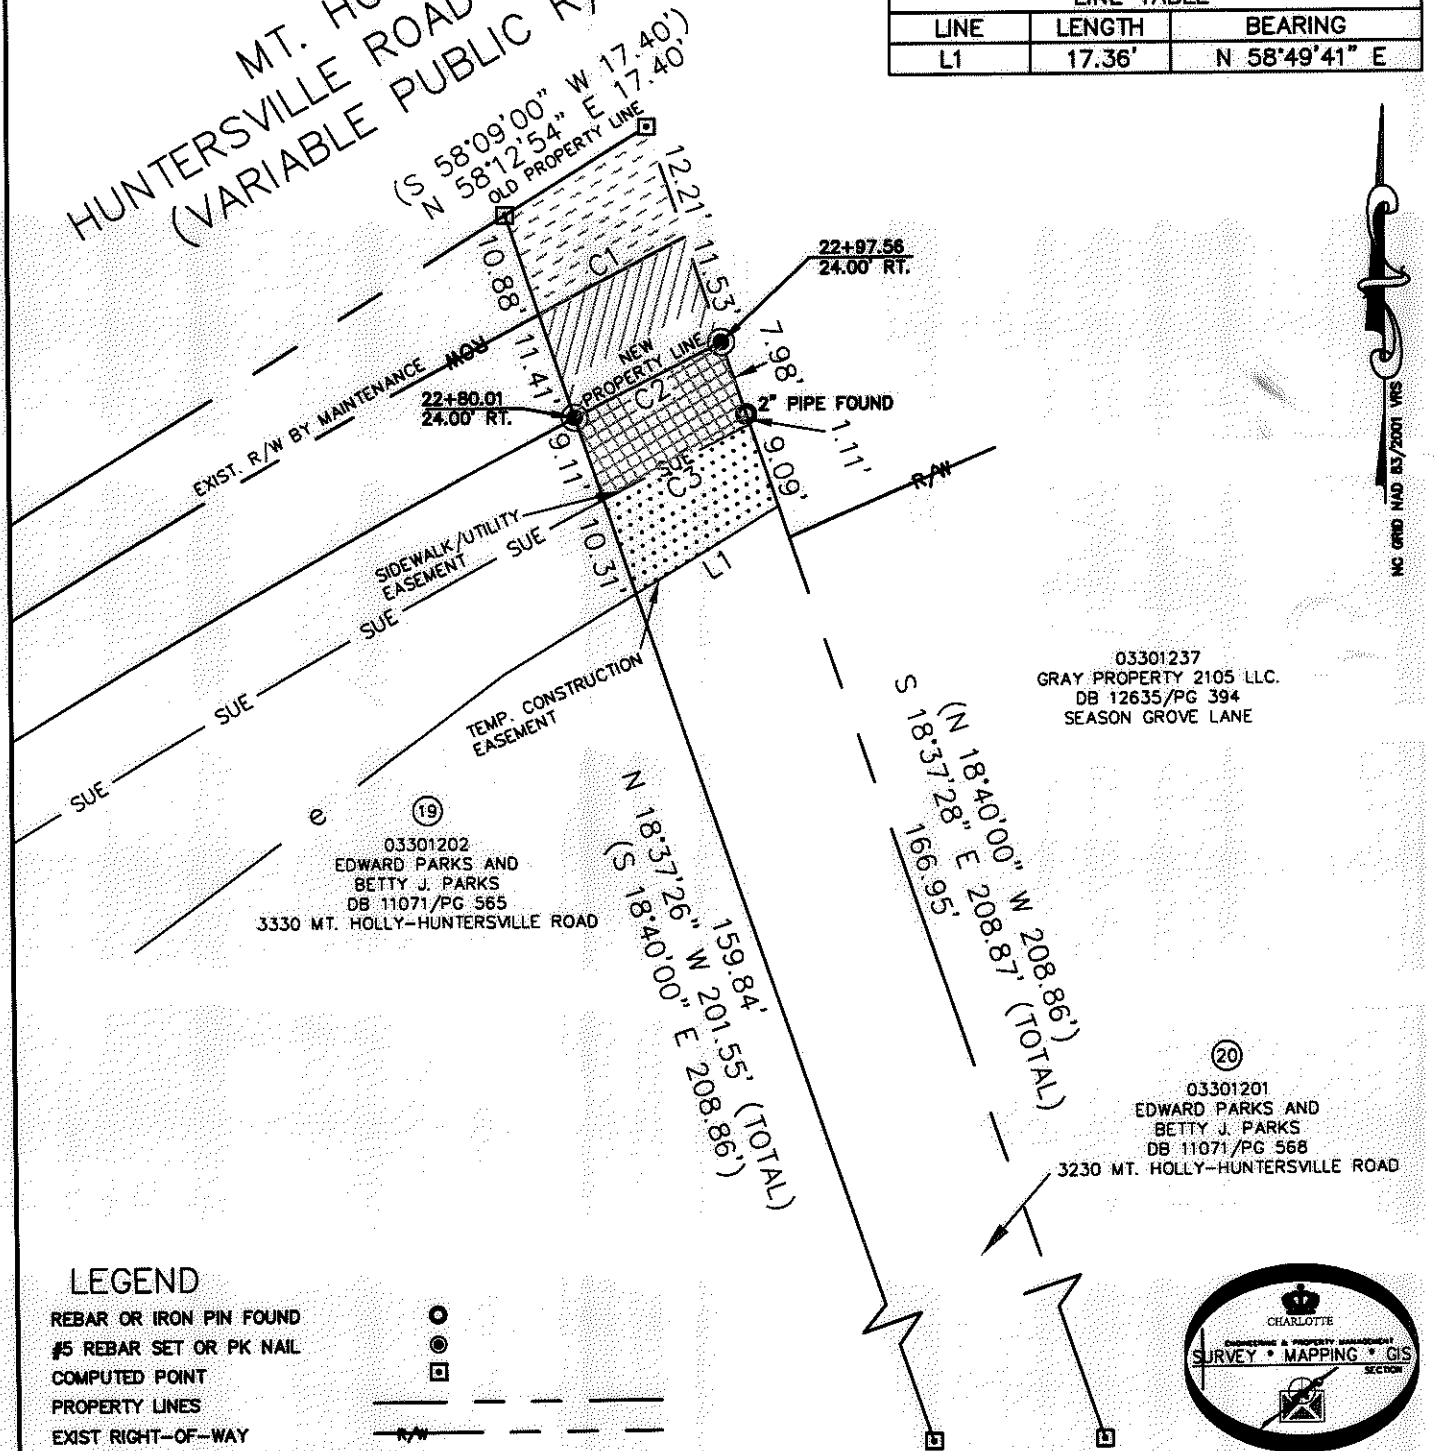 LINE TABLE
LINE LENGTH BEARING
L1 17.36' N 58°49'41" E
MT.
HUNTERSVILLE ROAD
(VARIABLE PUBLIC
(S 58°09'00" W 17.40')
N 58°12'54" E 17.40'
OLD PROPERTY LINE
12.21'
10.88'
C1
11.53'
22+97.56
24.00' RT.
EXIST. R/W BY MAINTENANCE
11.41'
NEW
PROPERTY LINE
7.98'
22+80.01
24.00' RT.
C2
2" PIPE FOUND
1.11'
9.11'
SUE
C3
9.09'
R/W
SIDEWALK/UTILITY
EASEMENT
SUE
10.31'
L1
SUE
SUE
SUE
TEMP. CONSTRUCTION
EASEMENT
e
NC GRID NAD 83/2001 VRS
03301237
GRAY PROPERTY 2105 LLC.
DB 12635/PG 394
SEASON GROVE LANE
(N 18°40'00" W 208.86')
S 18°37'28" E 208.87' (TOTAL)
166.95'
19
03301202
EDWARD PARKS AND
BETTY J. PARKS
DB 11071/PG 565
3330 MT. HOLLY-HUNTERSVILLE ROAD
159.84'
N 18°37'26" W 201.55' (TOTAL)
(S 18°40'00" E 208.86')
20
03301201
EDWARD PARKS AND
BETTY J. PARKS
DB 11071/PG 568
3230 MT. HOLLY-HUNTERSVILLE ROAD
LEGEND
REBAR OR IRON PIN FOUND
#5 REBAR SET OR PK NAIL
COMPUTED POINT
PROPERTY LINES
EXIST RIGHT-OF-WAY R/W
CHARLOTTE
ENGINEERING & PROPERTY MANAGEMENT
SURVEY * MAPPING * GIS
SECTION